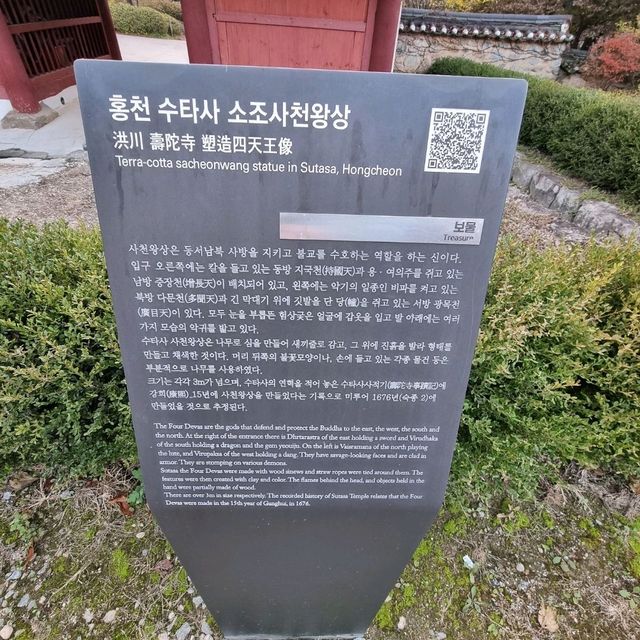 홍천 수타사 소조사천왕상
洪川 壽陀寺 塑造四天王像
Terra-cotta sacheonwang statue in Sutasa, Hongcheon
보물
Treasure
사천왕상은 동서남북 사방을 지키고 불교를 수호하는 역할을 하는 신이다.
입구 오른쪽에는 칼을 들고 있는 동방 지국천(持國天)과 용·여의주를 쥐고 있는
남방 증장천(增長天)이 배치되어 있고, 왼쪽에는 악기의 일종인 비파를 켜고 있는
북방 다문천(多聞天)과 긴 막대기 위에 깃발을 단 당(幢)을 쥐고 있는 서방 광목천
(廣目天)이 있다. 모두 눈을 부릅뜬 험상궂은 얼굴에 갑옷을 입고 발 아래에는 여러
가지 모습의 악귀를 밟고 있다.
수타사 사천왕상은 나무로 심을 만들어 새끼줄로 감고, 그 위에 진흙을 발라 형태를
만들고 채색한 것이다. 머리 뒤쪽의 불꽃모양이나, 손에 들고 있는 각종 물건 등은
부분적으로 나무를 사용하였다.
크기는 각각 3m가 넘으며, 수타사의 연혁을 적어 놓은 수타사사적기(壽陀寺事蹟記)에
강희(康熙) 15년에 사천왕상을 만들었다는 기록으로 미루어 1676년(숙종 2)에
만들었을 것으로 추정된다.
The Four Devas are the gods that defend and protect the Buddha to the east, the west, the south and
the north. At the right of the entrance there is Dhrtarastra of the east holding a sword and Virudhaka
of the south holding a dragon and the gem yeouiju. On the left is Vaisramana of the north playing
the lute, and Virupaksa of the west holding a dang. They have savage-looking faces and are clad in
armor. They are stomping on various demons.
Sutasa the Four Devas were made with wood sinews and straw ropes were tied around them. The
features were then created with clay and color. The flames behind the head, and objects held in the
hand were partially made of wood.
There are over 3m in size respectively. The recorded history of Sutasa Temple relates that the Four
Devas were made in the 15th year of Gunghui, in 1676.